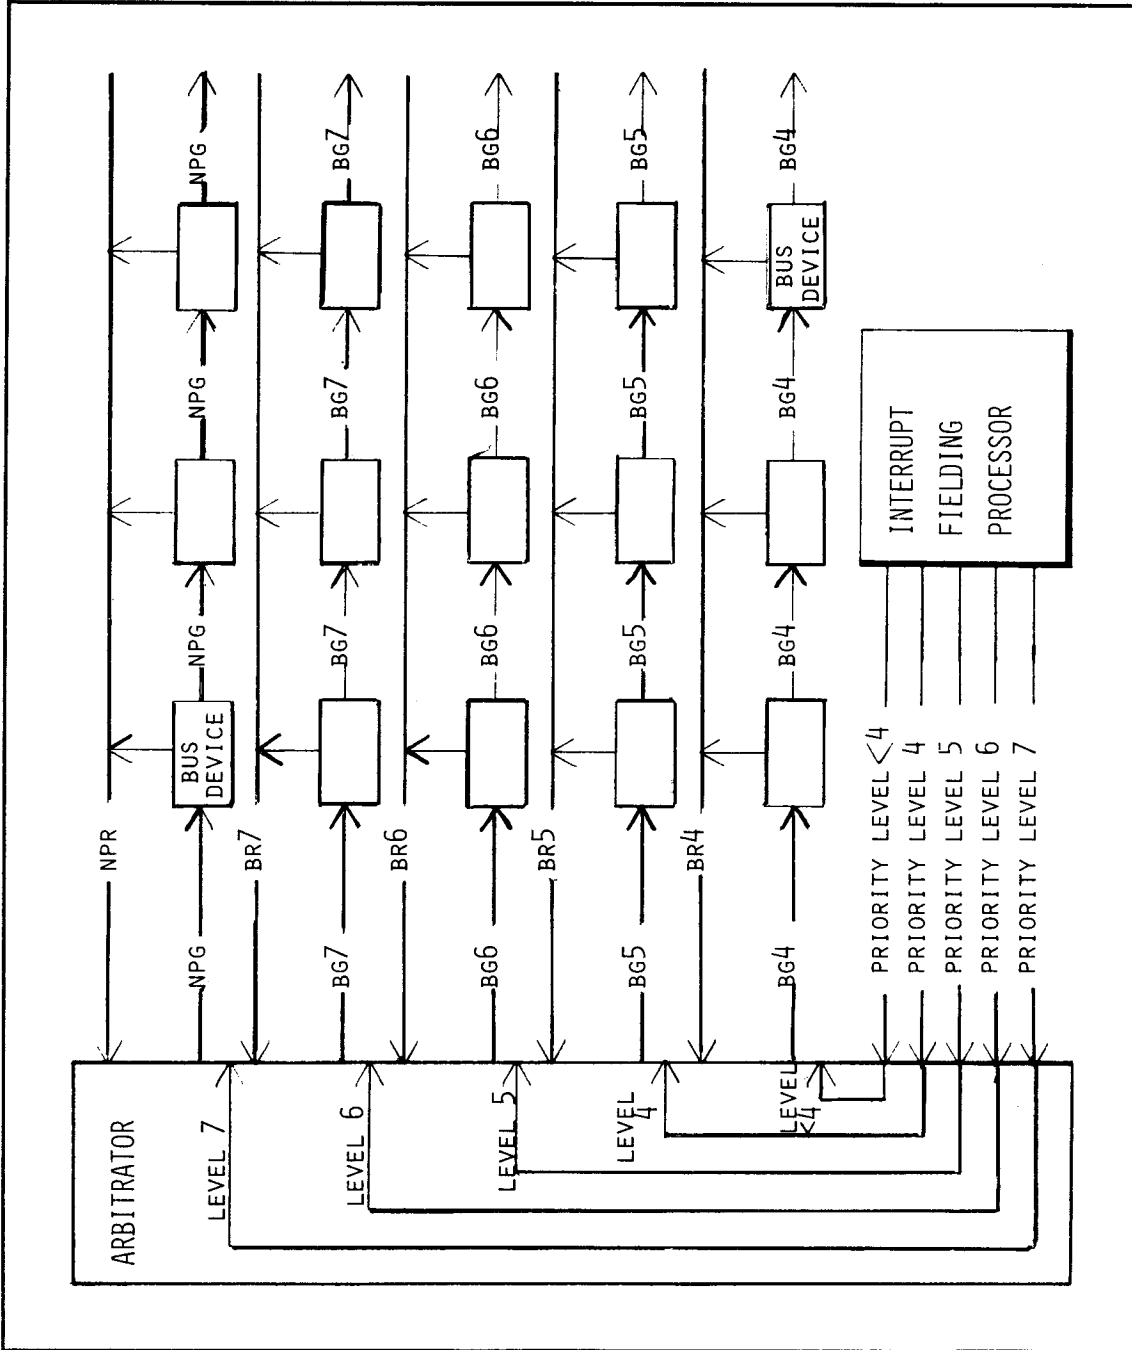 ARBITRATOR
LEVEL 7
LEVEL 6
LEVEL 5
LEVEL
4
LEVEL
<4
NPR
NPG
NPG
NPG
NPG
BUS
DEVICE
BR7
BG7
BG7
BG7
BG7
BR6
BG6
BG6
BG6
BG6
BR5
BG5
BG5
BG5
BG5
BR4
BG4
BG4
BG4
BG4
BUS
DEVICE
PRIORITY LEVEL <4
PRIORITY LEVEL 4
PRIORITY LEVEL 5
PRIORITY LEVEL 6
PRIORITY LEVEL 7
INTERRUPT
FIELDING
PROCESSOR